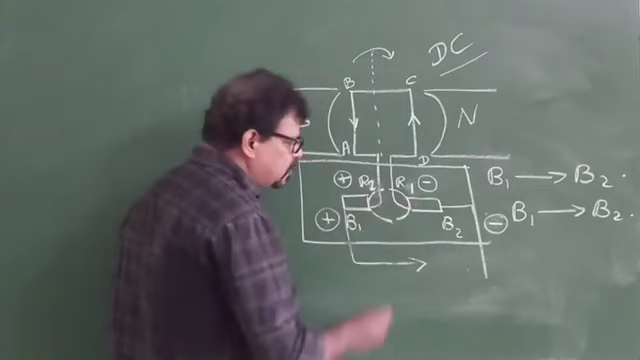 DC
B C
N
A D
B₁ → B₂.
⊕ R₂ R₁ ⊖
⊕ B₁ B₂ ⊖ B₁ → B₂.